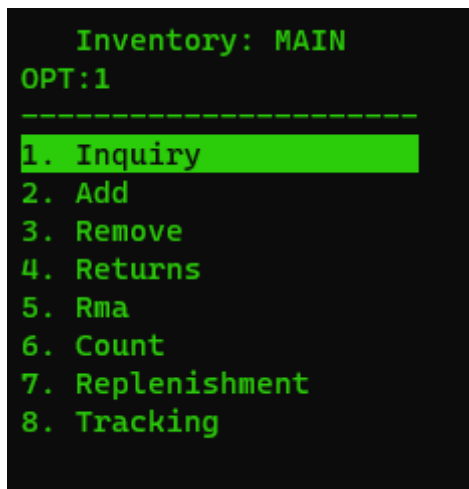 Inventory: MAIN
OPT:1
----------------------
1. Inquiry
2. Add
3. Remove
4. Returns
5. Rma
6. Count
7. Replenishment
8. Tracking